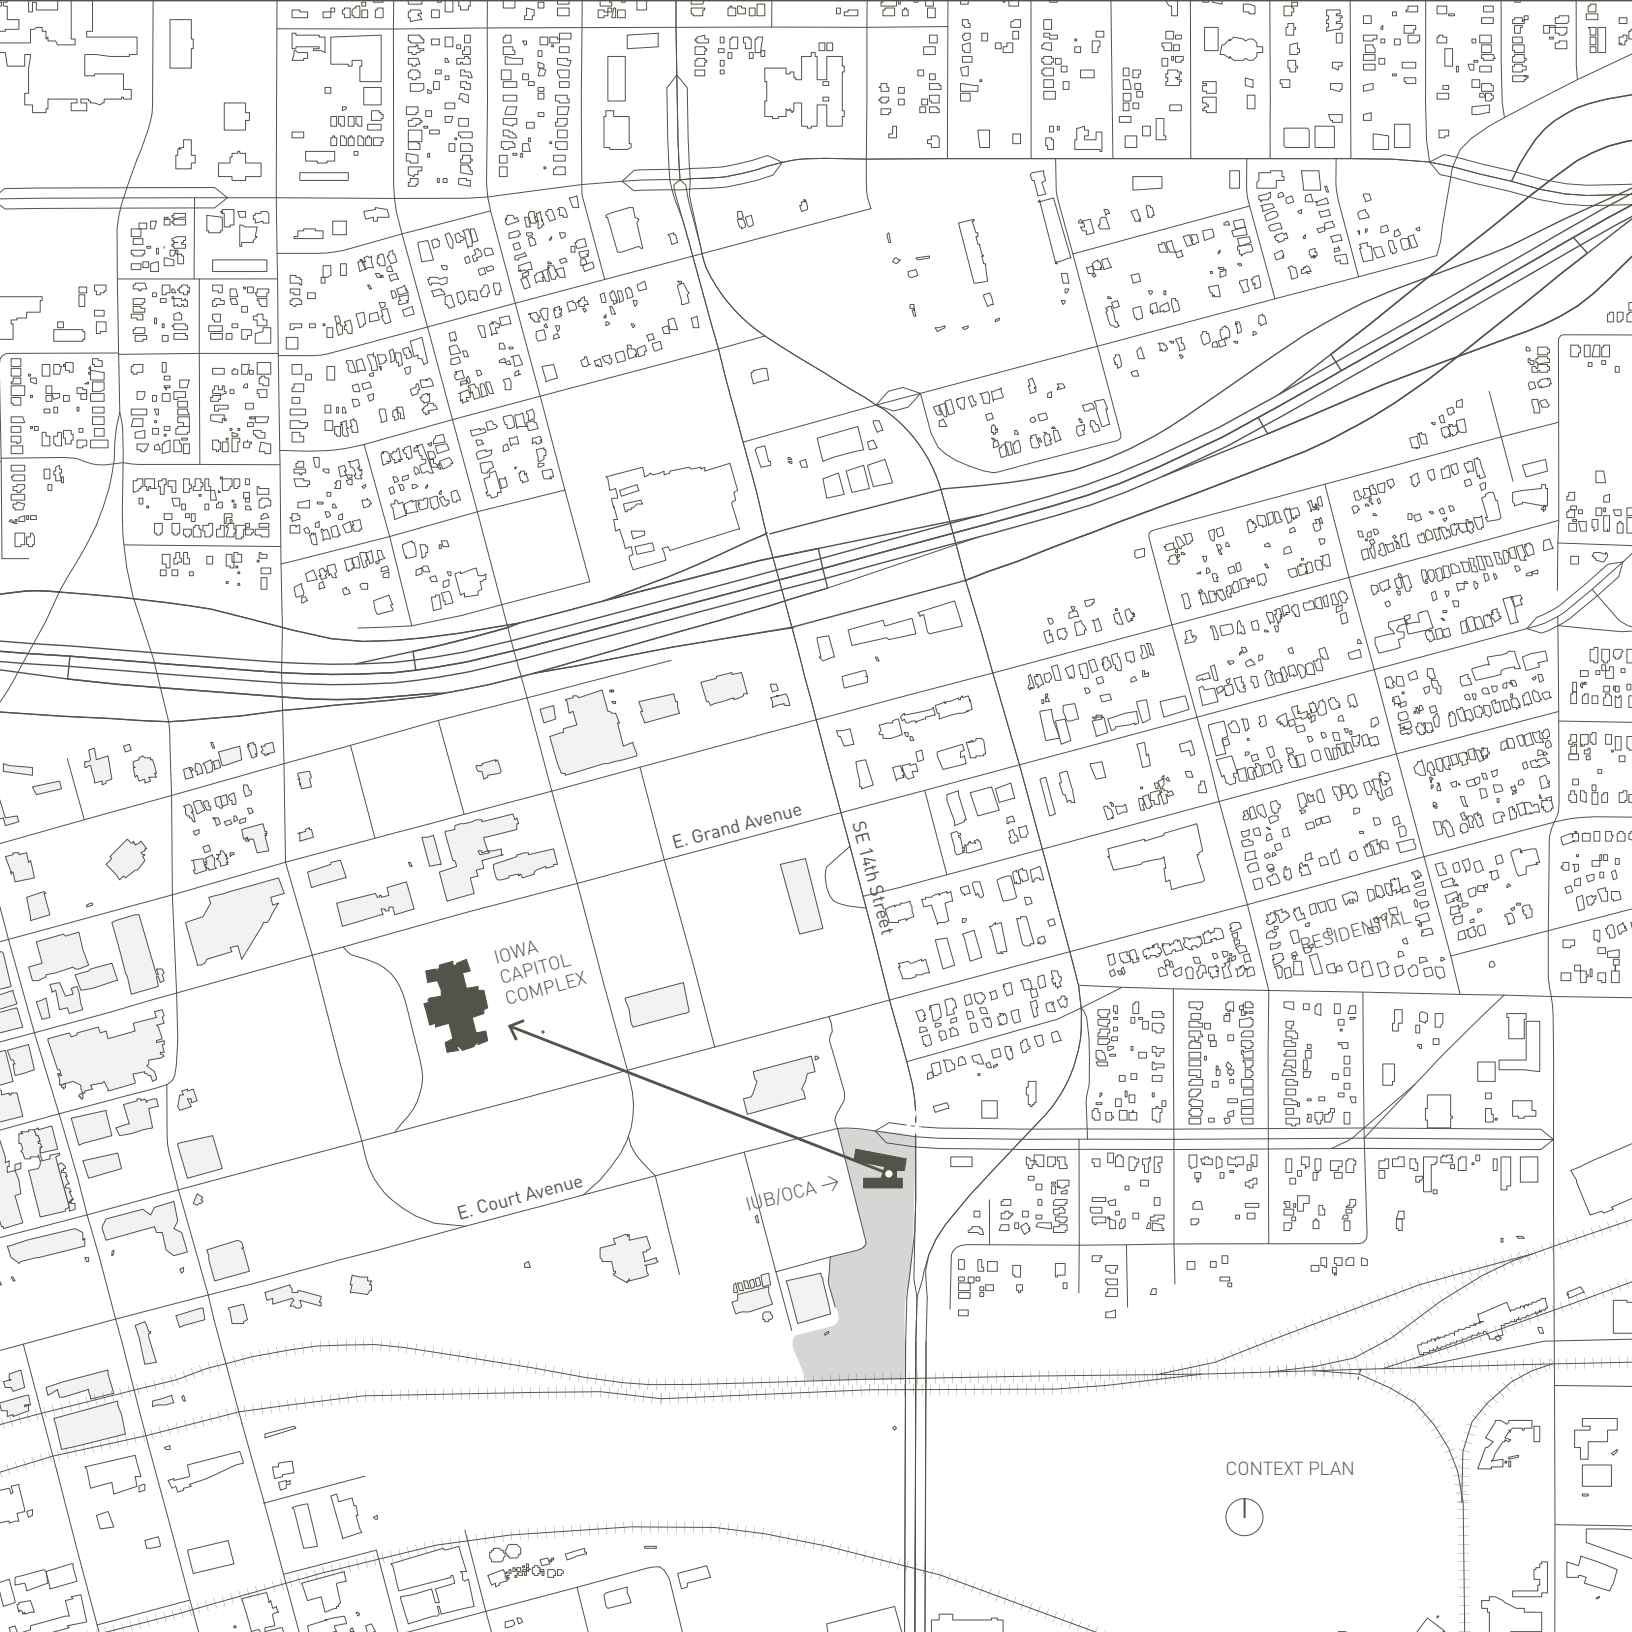 E. Grand Avenue
SE 14th Street
RESIDENTIAL
IOWA
CAPITOL
COMPLEX
IUB/OCA
E. Court Avenue
CONTEXT PLAN